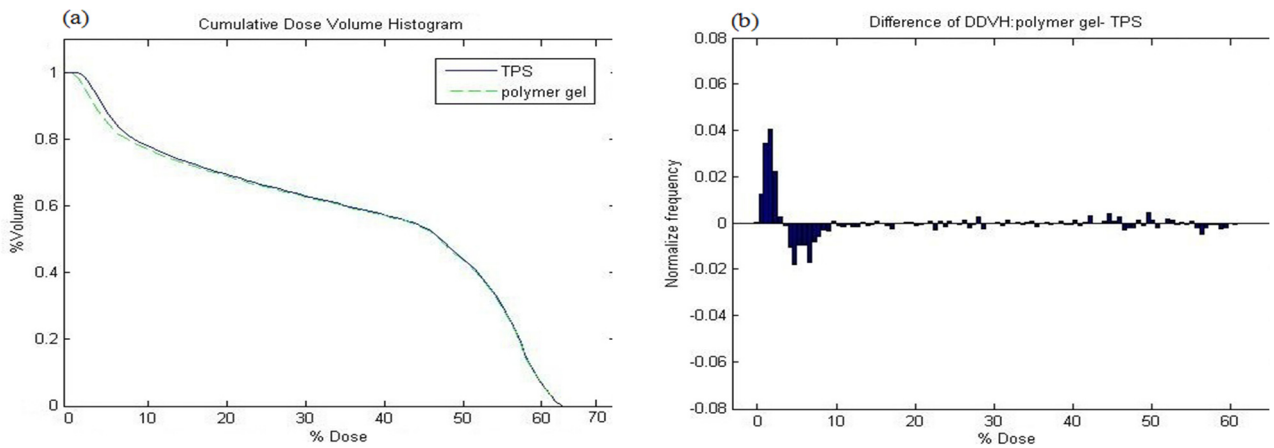 (a)
Cumulative Dose Volume Histogram
1
0.8
0.6
0.4
0.2
0
%Volume
TPS
polymer gel
0 10 20 30 40 50 60 70
% Dose
(b)
Difference of DDVH:polymer gel- TPS
0.08
0.06
0.04
0.02
0
-0.02
-0.04
-0.06
-0.08
Normalize frequency
0 10 20 30 40 50 60
% Dose